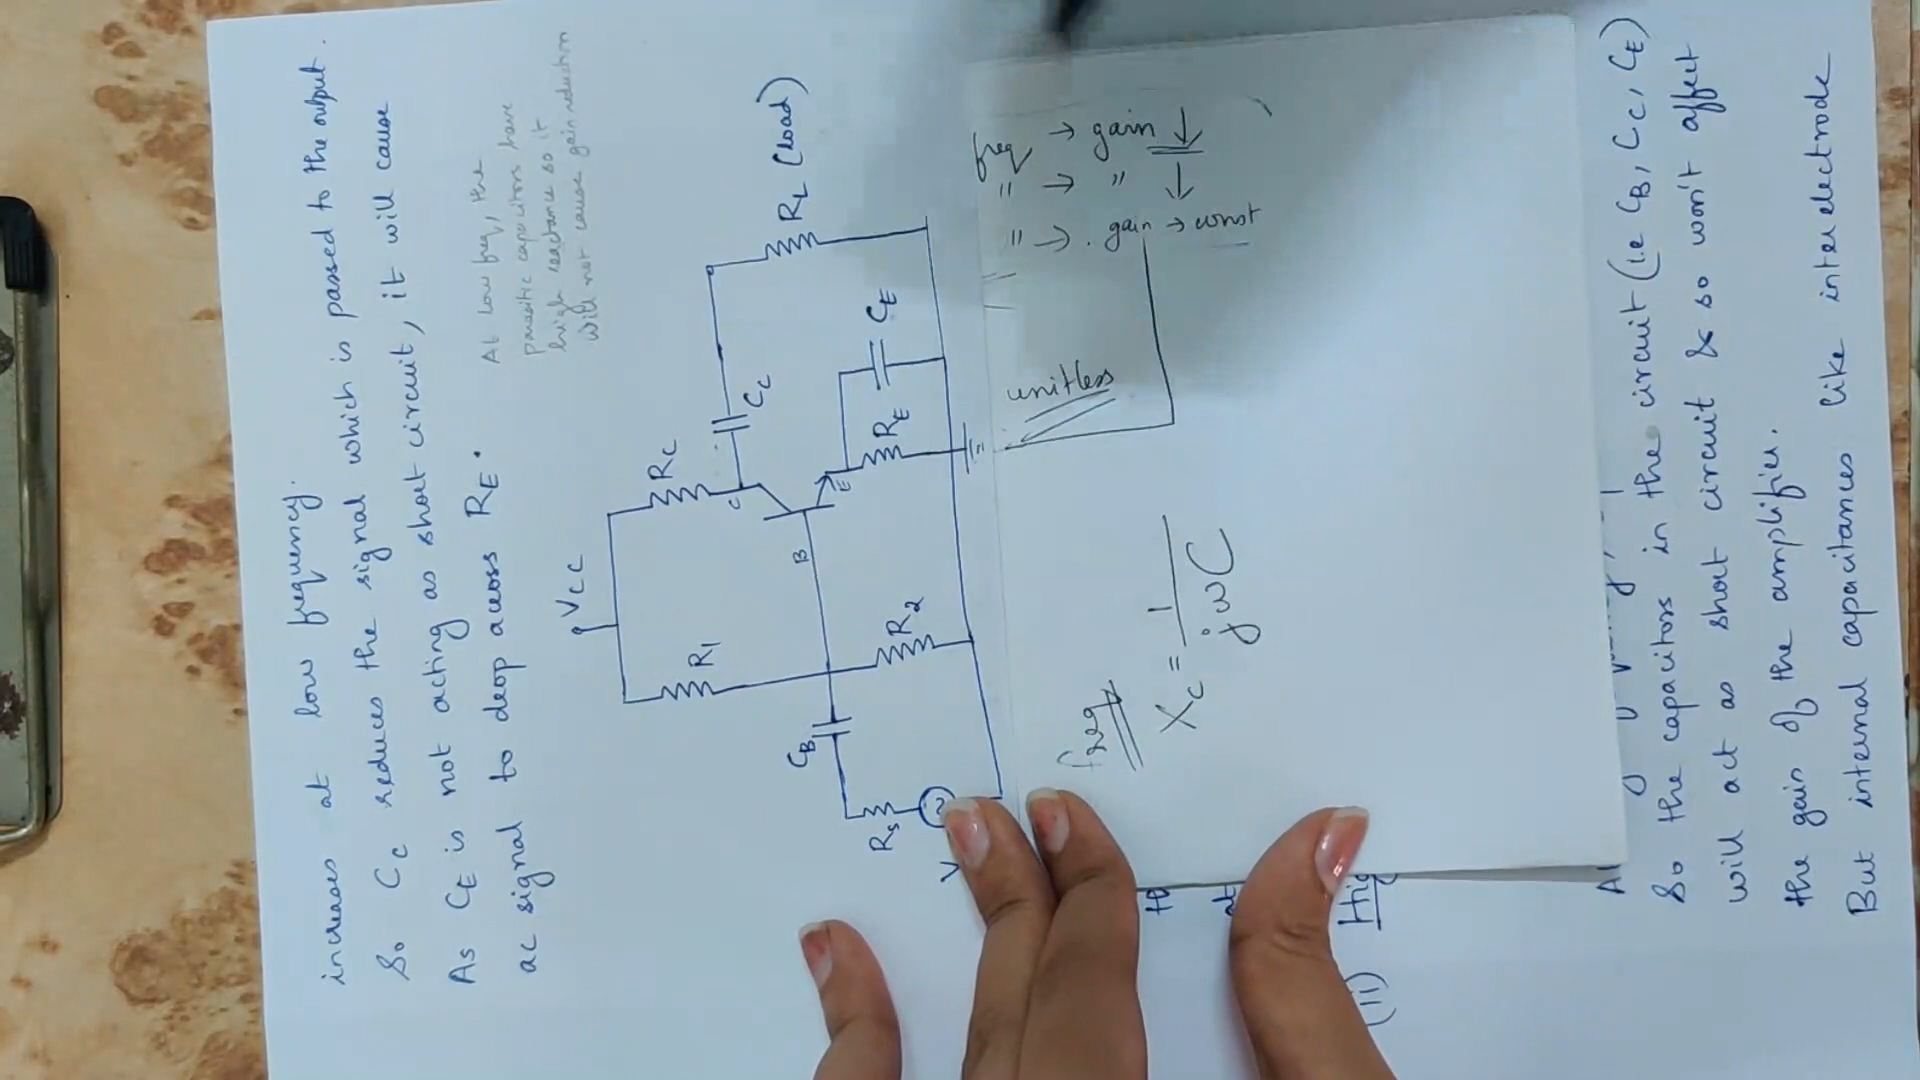 increases at low frequency.
So CC reduces the signal which is passed to the output.
As CE is not acting as short circuit, it will cause
ac signal to drop across RE.
At low freq, the
parasitic capacitors have
high reactance so it
will not cause gain reduction
VCC
R1
RC
CC
RL (load)
C
B
E
CB
R2
RE
CE
RS
V
freq → gain ↓
" → " ↓
" → . gain → const
unitless
freq
XC = 1
jωC
(ii)
So the capacitors in the circuit (i.e CB, CC, CE)
will act as short circuit & so won't affect
the gain of the amplifier.
But internal capacitances like interelectrode